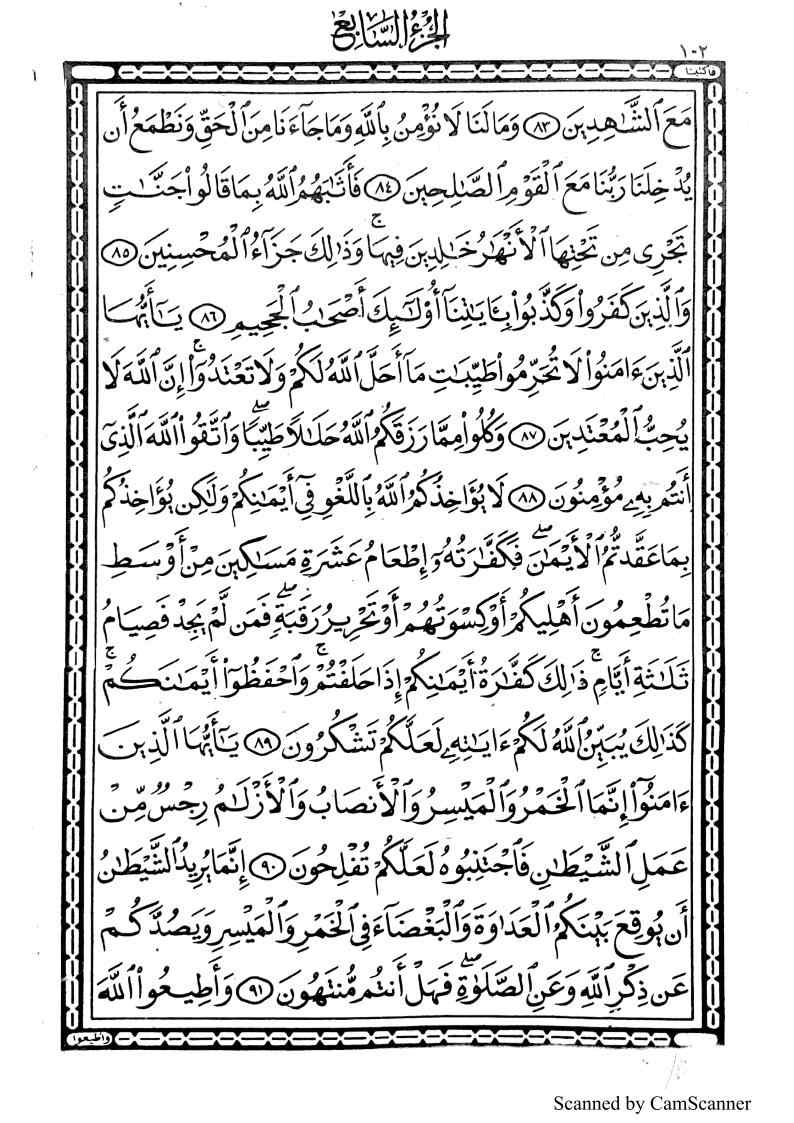 الجزء السابع
١٠٢
فاكتبنا
١
مَعَ ٱلشَّٰهِدِينَ ٨٣ وَمَا لَنَا لَا نُؤْمِنُ بِٱللَّهِ وَمَا جَآءَنَا مِنَ ٱلْحَقِّ وَنَطْمَعُ أَن
يُدْخِلَنَا رَبُّنَا مَعَ ٱلْقَوْمِ ٱلصَّٰلِحِينَ ٨٤ فَأَثَٰبَهُمُ ٱللَّهُ بِمَا قَالُوا۟ جَنَّٰتٍ
تَجْرِى مِن تَحْتِهَا ٱلْأَنْهَٰرُ خَٰلِدِينَ فِيهَا ۚ وَذَٰلِكَ جَزَآءُ ٱلْمُحْسِنِينَ ٨٥
وَٱلَّذِينَ كَفَرُوا۟ وَكَذَّبُوا۟ بِـَٔايَٰتِنَآ أُو۟لَٰٓئِكَ أَصْحَٰبُ ٱلْجَحِيمِ ٨٦ يَٰٓأَيُّهَا
ٱلَّذِينَ ءَامَنُوا۟ لَا تُحَرِّمُوا۟ طَيِّبَٰتِ مَآ أَحَلَّ ٱللَّهُ لَكُمْ وَلَا تَعْتَدُوٓا۟ ۚ إِنَّ ٱللَّهَ لَا
يُحِبُّ ٱلْمُعْتَدِينَ ٨٧ وَكُلُوا۟ مِمَّا رَزَقَكُمُ ٱللَّهُ حَلَٰلًا طَيِّبًا ۖ وَٱتَّقُوا۟ ٱللَّهَ ٱلَّذِىٓ
أَنتُم بِهِۦ مُؤْمِنُونَ ٨٨ لَا يُؤَاخِذُكُمُ ٱللَّهُ بِٱللَّغْوِ فِىٓ أَيْمَٰنِكُمْ وَلَٰكِن يُؤَاخِذُكُم
بِمَا عَقَّدتُّمُ ٱلْأَيْمَٰنَ ۖ فَكَفَّٰرَتُهُۥٓ إِطْعَامُ عَشَرَةِ مَسَٰكِينَ مِنْ أَوْسَطِ
مَا تُطْعِمُونَ أَهْلِيكُمْ أَوْ كِسْوَتُهُمْ أَوْ تَحْرِيرُ رَقَبَةٍ ۖ فَمَن لَّمْ يَجِدْ فَصِيَامُ
ثَلَٰثَةِ أَيَّامٍ ۚ ذَٰلِكَ كَفَّٰرَةُ أَيْمَٰنِكُمْ إِذَا حَلَفْتُمْ ۚ وَٱحْفَظُوٓا۟ أَيْمَٰنَكُمْ ۚ
كَذَٰلِكَ يُبَيِّنُ ٱللَّهُ لَكُمْ ءَايَٰتِهِۦ لَعَلَّكُمْ تَشْكُرُونَ ٨٩ يَٰٓأَيُّهَا ٱلَّذِينَ
ءَامَنُوٓا۟ إِنَّمَا ٱلْخَمْرُ وَٱلْمَيْسِرُ وَٱلْأَنصَابُ وَٱلْأَزْلَٰمُ رِجْسٌ مِّنْ
عَمَلِ ٱلشَّيْطَٰنِ فَٱجْتَنِبُوهُ لَعَلَّكُمْ تُفْلِحُونَ ٩٠ إِنَّمَا يُرِيدُ ٱلشَّيْطَٰنُ
أَن يُوقِعَ بَيْنَكُمُ ٱلْعَدَٰوَةَ وَٱلْبَغْضَآءَ فِى ٱلْخَمْرِ وَٱلْمَيْسِرِ وَيَصُدَّكُمْ
عَن ذِكْرِ ٱللَّهِ وَعَنِ ٱلصَّلَوٰةِ ۖ فَهَلْ أَنتُم مُّنتَهُونَ ٩١ وَأَطِيعُوا۟ ٱللَّهَ
واطيعوا
Scanned by CamScanner